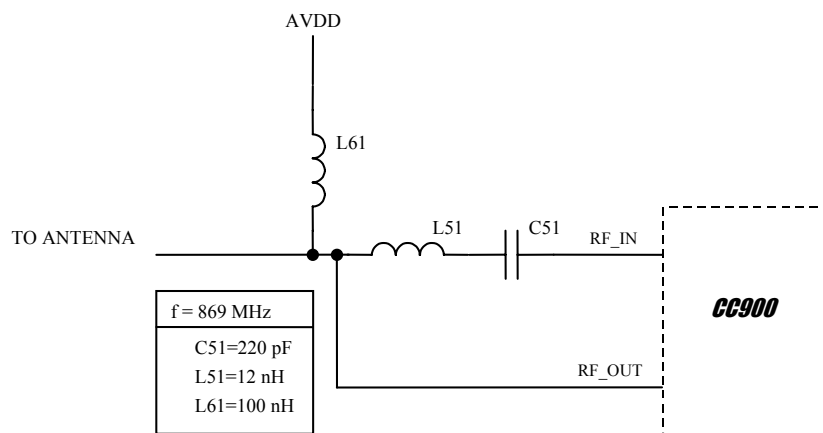 AVDD
L61
TO ANTENNA
L51
C51
RF_IN
f = 869 MHz
C51=220 pF
L51=12 nH
L61=100 nH
CC900
RF_OUT